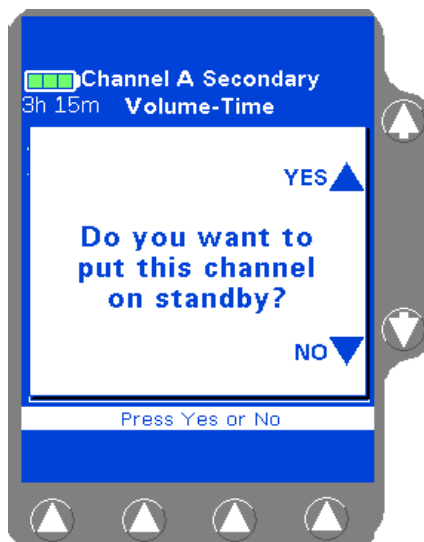 Channel A Secondary
3h 15m Volume-Time
YES
Do you want to
put this channel
on standby?
NO
Press Yes or No